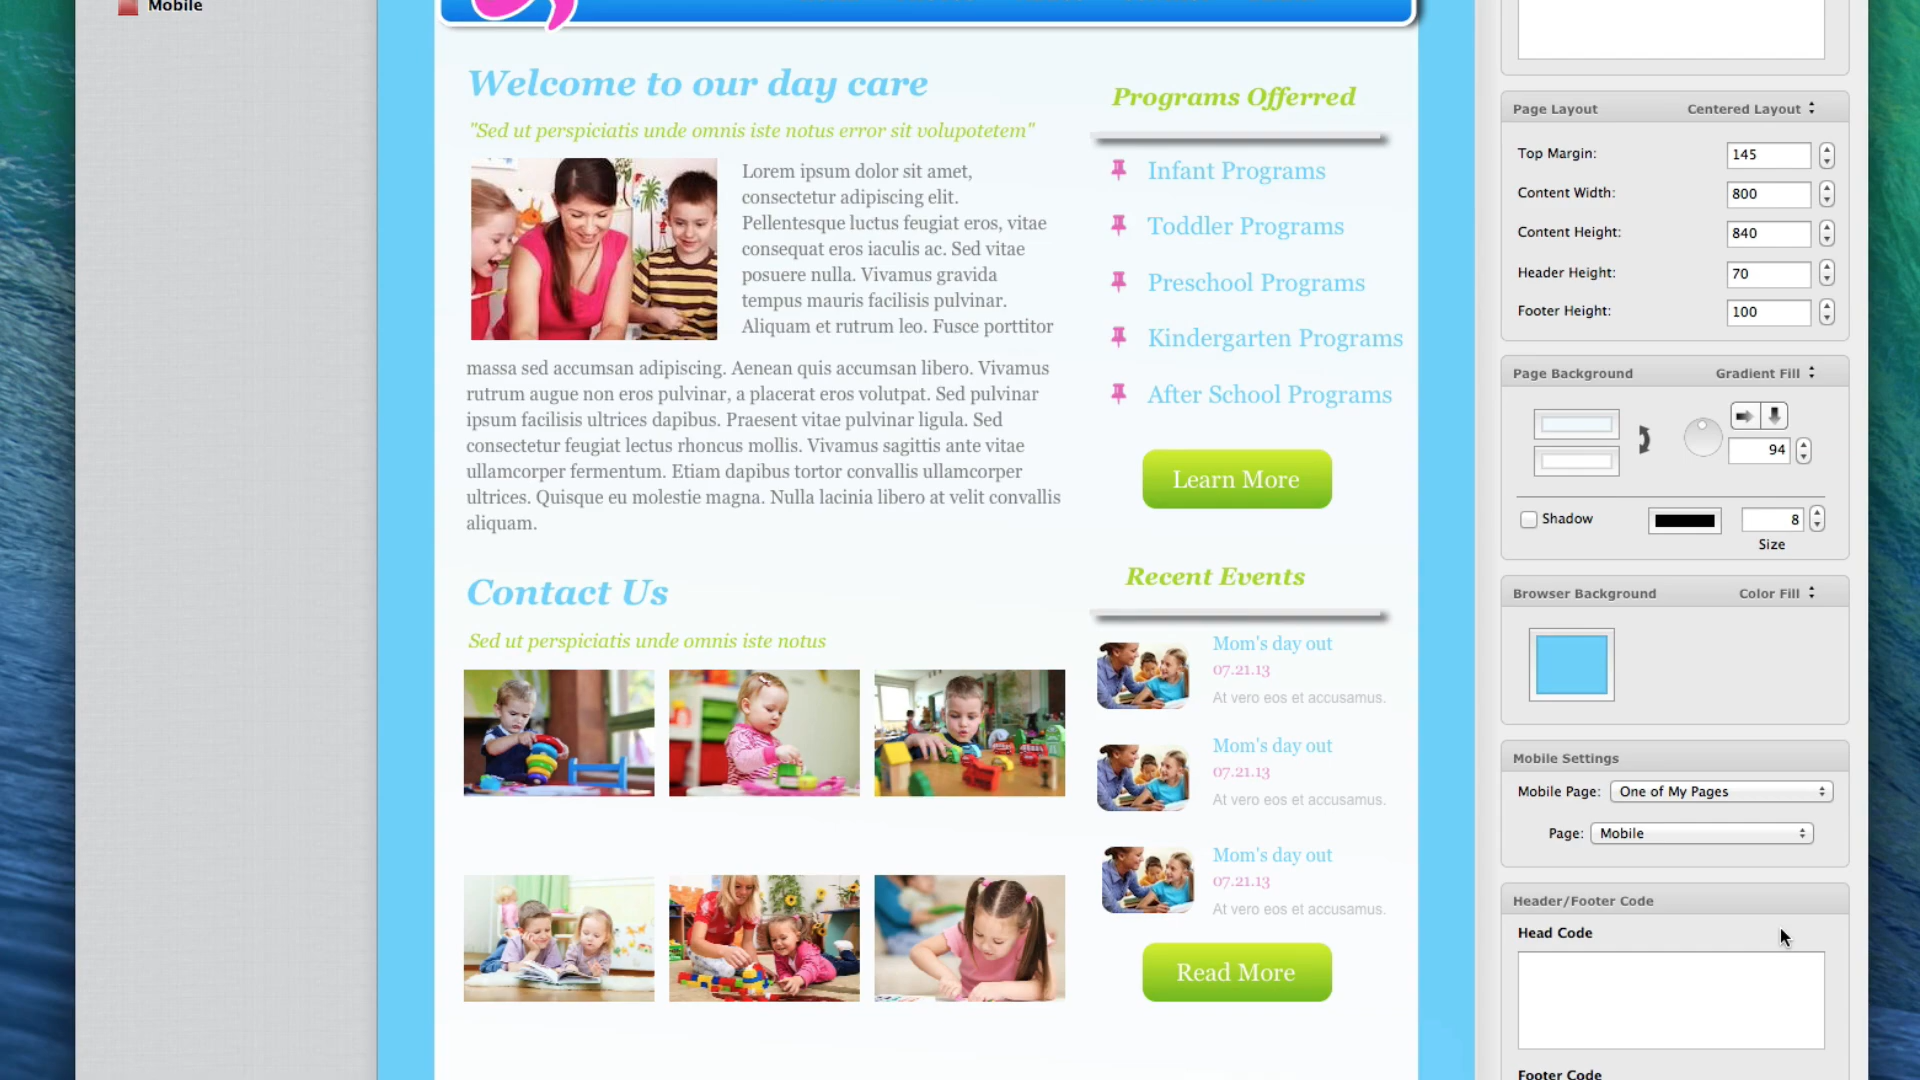 Mobile
Welcome to our day care
"Sed ut perspiciatis unde omnis iste notus error sit volupotetem"
Lorem ipsum dolor sit amet,
consectetur adipiscing elit.
Pellentesque luctus feugiat eros, vitae
consequat eros iaculis ac. Sed vitae
posuere nulla. Vivamus gravida
tempus mauris facilisis pulvinar.
Aliquam et rutrum leo. Fusce porttitor
massa sed accumsan adipiscing. Aenean quis accumsan libero. Vivamus
rutrum augue non eros pulvinar, a placerat eros volutpat. Sed pulvinar
ipsum facilisis ultrices dapibus. Praesent vitae pulvinar ligula. Sed
consectetur feugiat lectus rhoncus mollis. Vivamus sagittis ante vitae
ullamcorper fermentum. Etiam dapibus tortor convallis ullamcorper
ultrices. Quisque eu molestie magna. Nulla lacinia libero at velit convallis
aliquam.
Contact Us
Sed ut perspiciatis unde omnis iste notus
Programs Offerred
Infant Programs
Toddler Programs
Preschool Programs
Kindergarten Programs
After School Programs
Learn More
Recent Events
Mom's day out
07.21.13
At vero eos et accusamus.
Mom's day out
07.21.13
At vero eos et accusamus.
Mom's day out
07.21.13
At vero eos et accusamus.
Read More
Page Layout Centered Layout
Top Margin: 145
Content Width: 800
Content Height: 840
Header Height: 70
Footer Height: 100
Page Background Gradient Fill
94
Shadow 8
Size
Browser Background Color Fill
Mobile Settings
Mobile Page: One of My Pages
Page: Mobile
Header/Footer Code
Head Code
Footer Code